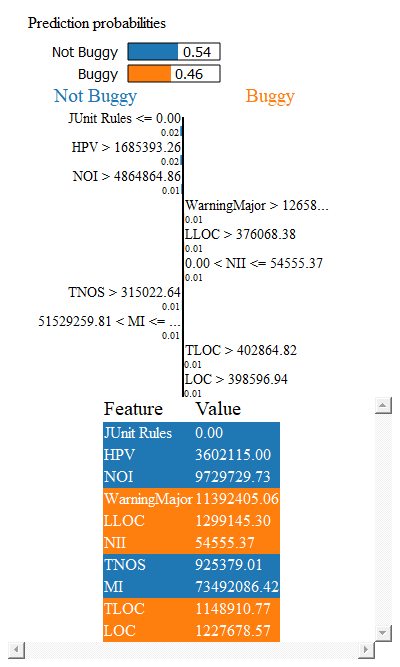 Prediction probabilities
Not Buggy 0.54
Buggy 0.46
Not Buggy Buggy
JUnit Rules <= 0.00
0.02
HPV > 1685393.26
0.02
NOI > 4864864.86
0.01
WarningMajor > 12658...
0.01
LLOC > 376068.38
0.01
0.00 < NII <= 54555.37
0.01
TNOS > 315022.64
0.01
51529259.81 < MI <= ...
0.01
TLOC > 402864.82
0.01
LOC > 398596.94
0.01
Feature Value
JUnit Rules 0.00
HPV 3602115.00
NOI 9729729.73
WarningMajor 11392405.06
LLOC 1299145.30
NII 54555.37
TNOS 925379.01
MI 73492086.42
TLOC 1148910.77
LOC 1227678.57